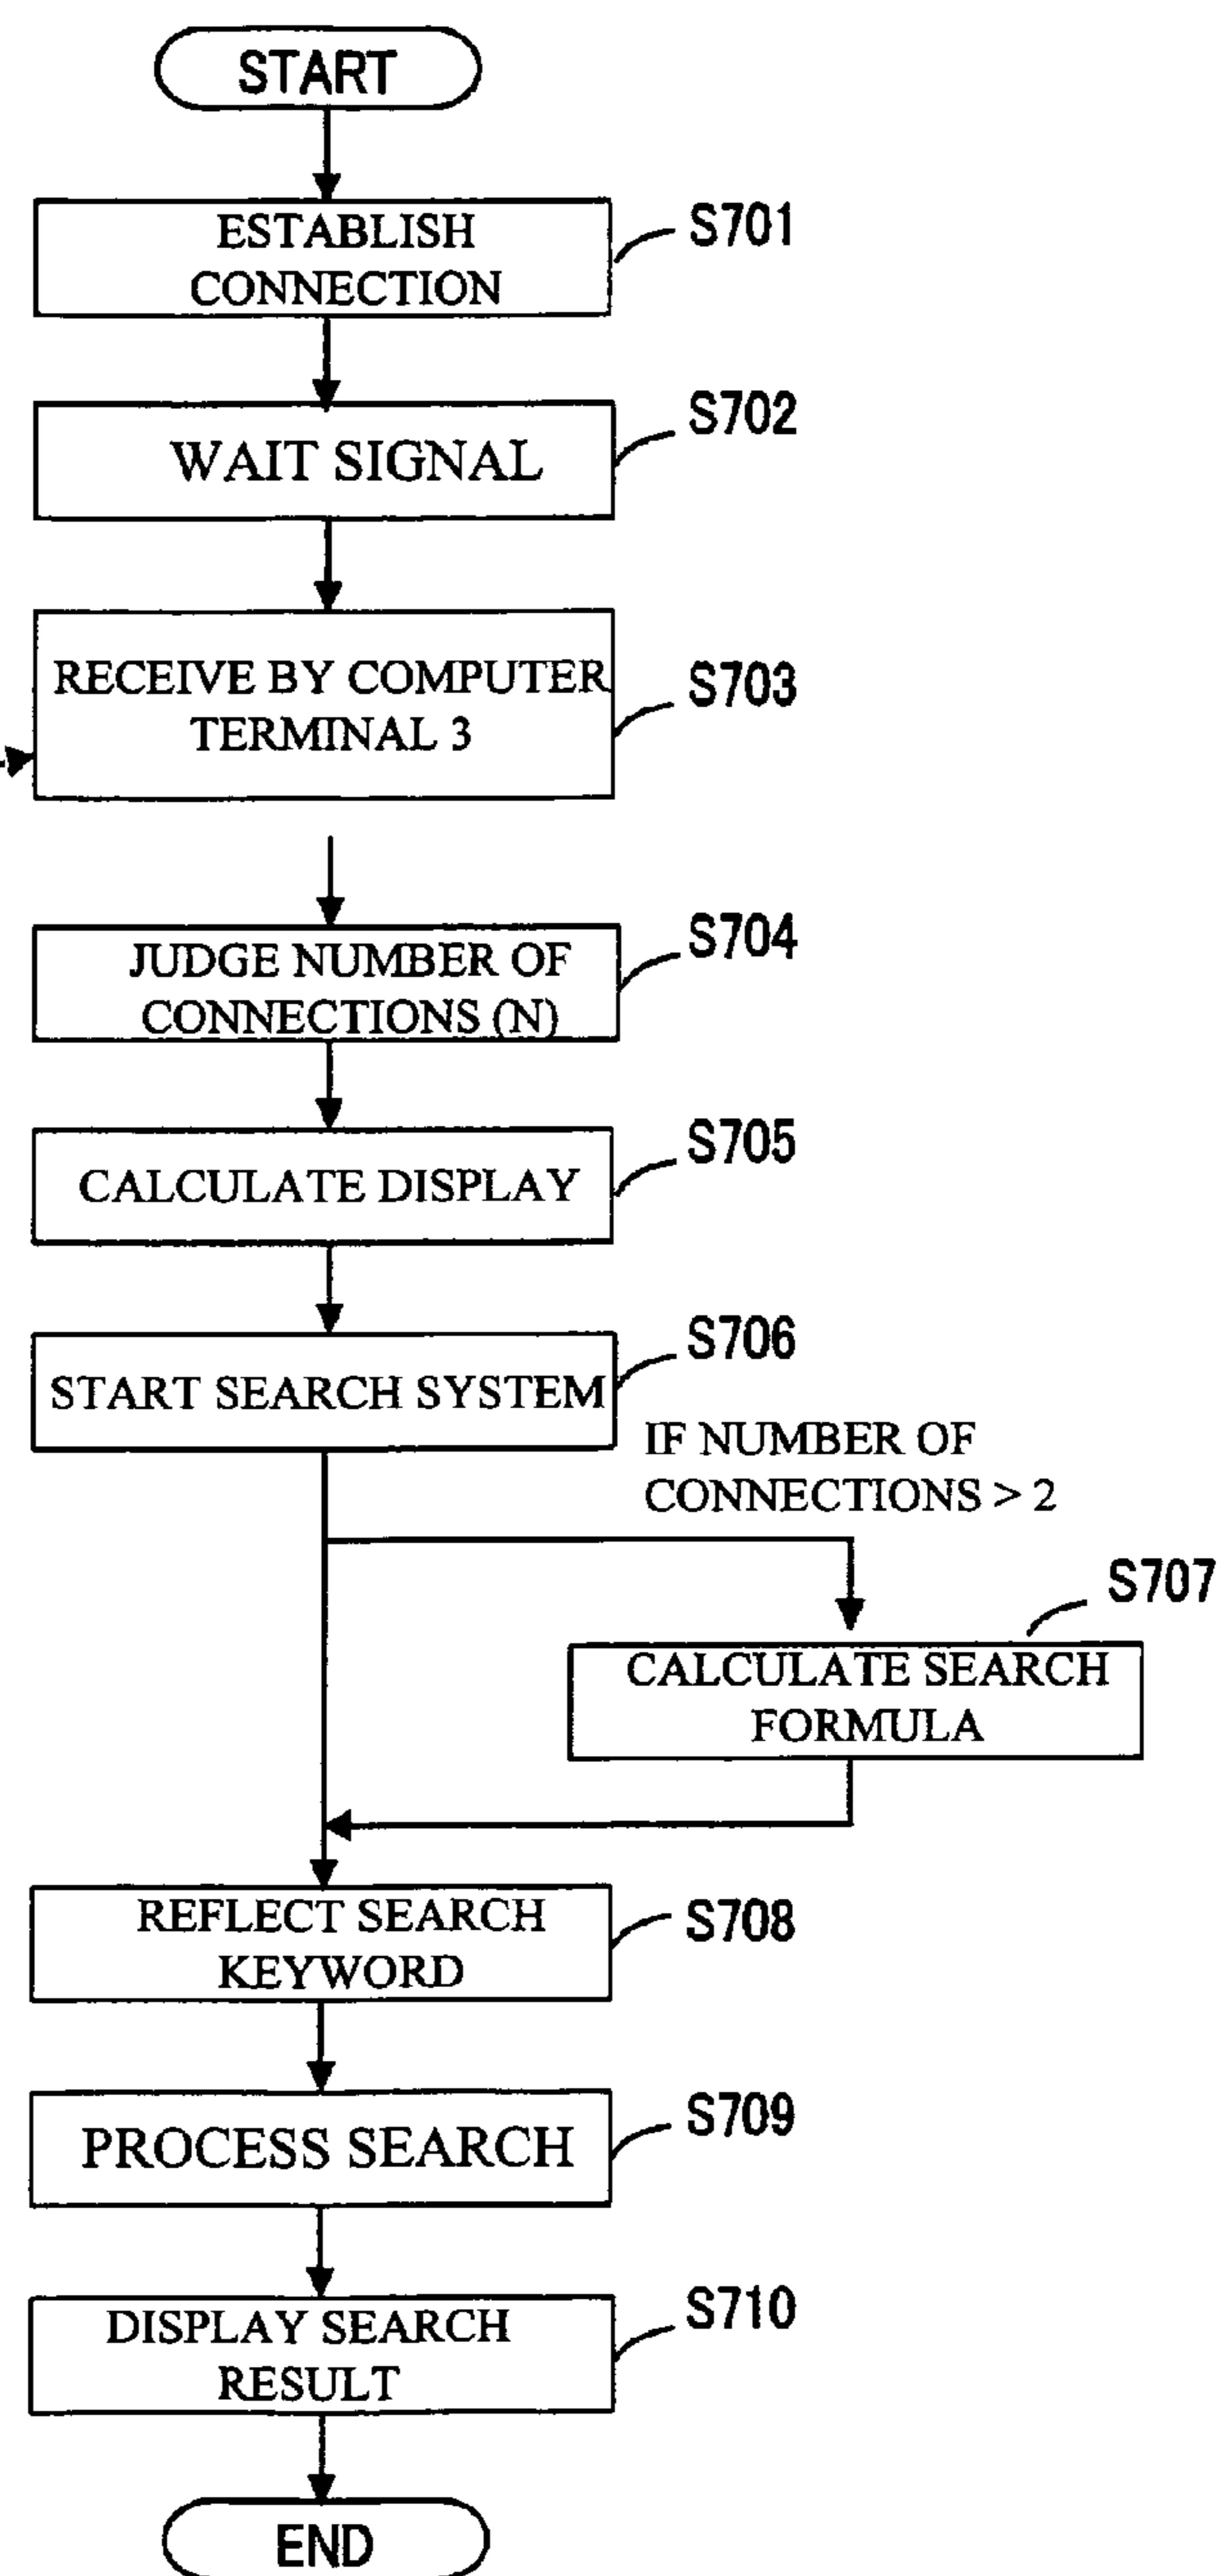 START
ESTABLISH
CONNECTION
S701
WAIT SIGNAL
S702
RECEIVE BY COMPUTER
TERMINAL 3
S703
JUDGE NUMBER OF
CONNECTIONS (N)
S704
CALCULATE DISPLAY
S705
START SEARCH SYSTEM
S706
IF NUMBER OF
CONNECTIONS > 2
S707
CALCULATE SEARCH
FORMULA
REFLECT SEARCH
KEYWORD
S708
PROCESS SEARCH
S709
DISPLAY SEARCH
RESULT
S710
END